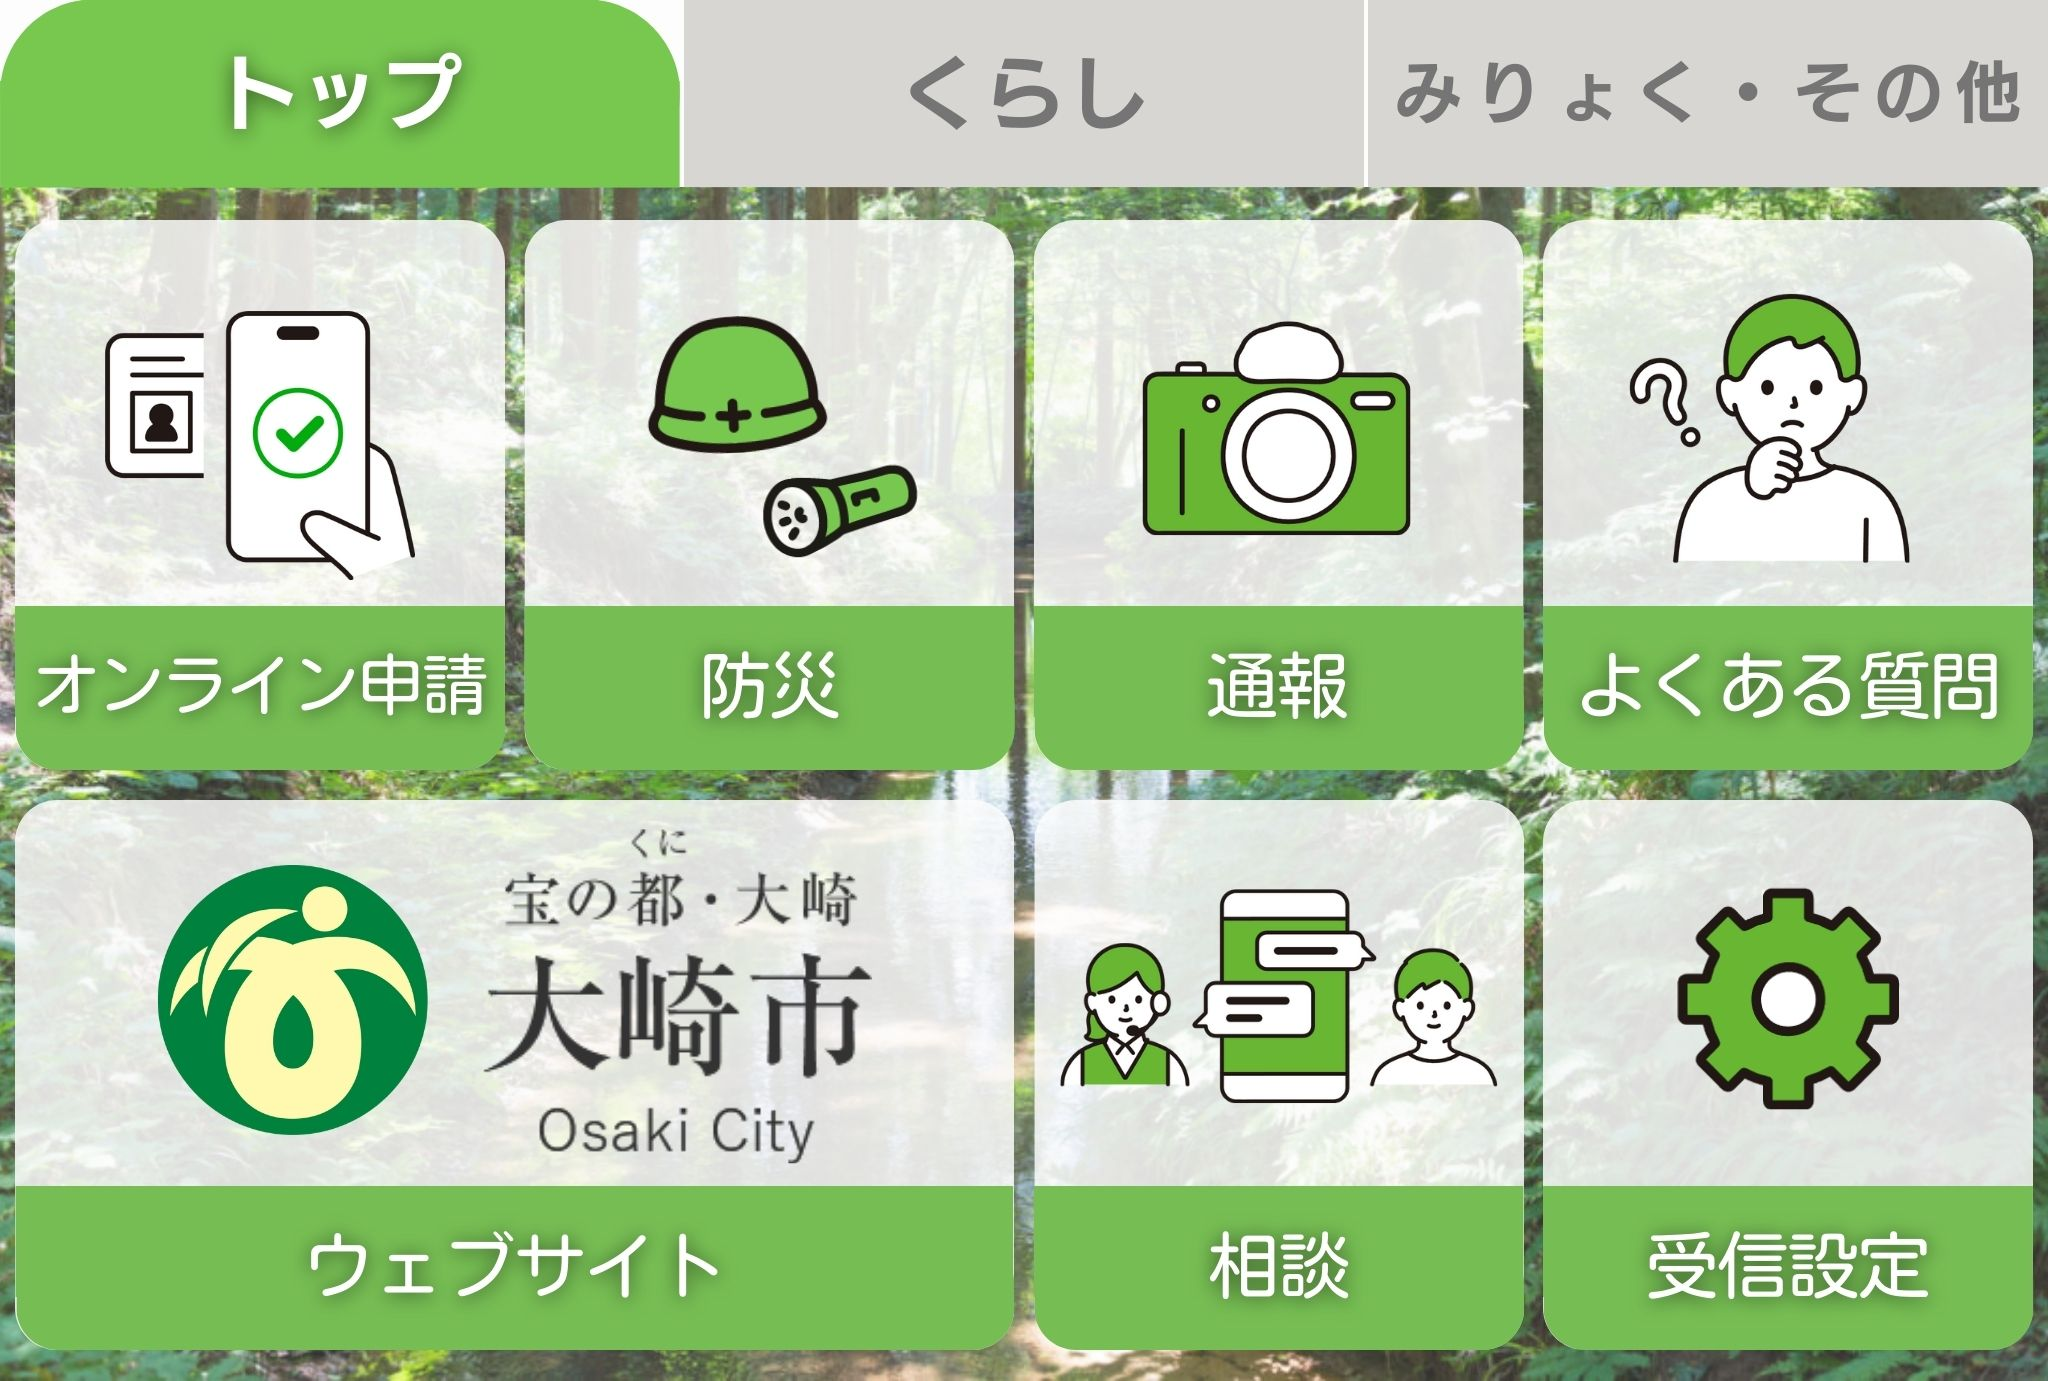 トップ
くらし
みりょく・その他
オンライン申請
防災
通報
よくある質問
くに
宝の都・大崎
大崎市
Osaki City
ウェブサイト
相談
受信設定